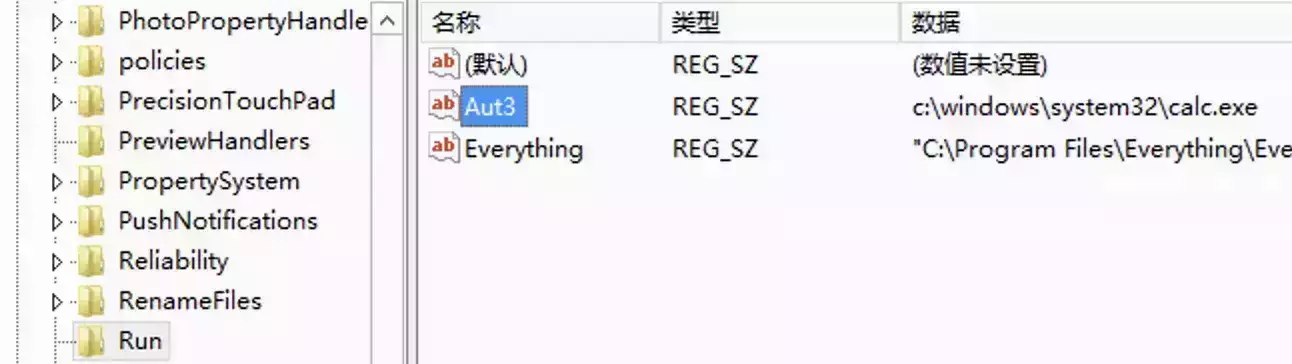 PhotoPropertyHandle
policies
PrecisionTouchPad
PreviewHandlers
PropertySystem
PushNotifications
Reliability
RenameFiles
Run
名称 类型 数据
ab (默认) REG_SZ (数值未设置)
ab Aut3 REG_SZ c:\windows\system32\calc.exe
ab Everything REG_SZ "C:\Program Files\Everything\Eve